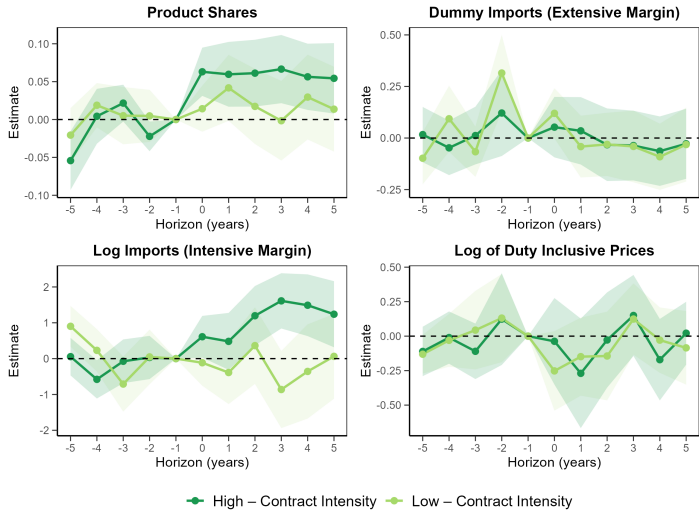 Product Shares
Estimate
0.10
0.05
0.00
-0.05
-0.10
-5 -4 -3 -2 -1 0 1 2 3 4 5
Horizon (years)
Dummy Imports (Extensive Margin)
Estimate
0.50
0.25
0.00
-0.25
-5 -4 -3 -2 -1 0 1 2 3 4 5
Horizon (years)
Log Imports (Intensive Margin)
Estimate
2
1
0
-1
-2
-5 -4 -3 -2 -1 0 1 2 3 4 5
Horizon (years)
Log of Duty Inclusive Prices
Estimate
0.50
0.25
0.00
-0.25
-0.50
-5 -4 -3 -2 -1 0 1 2 3 4 5
Horizon (years)
High – Contract Intensity Low – Contract Intensity